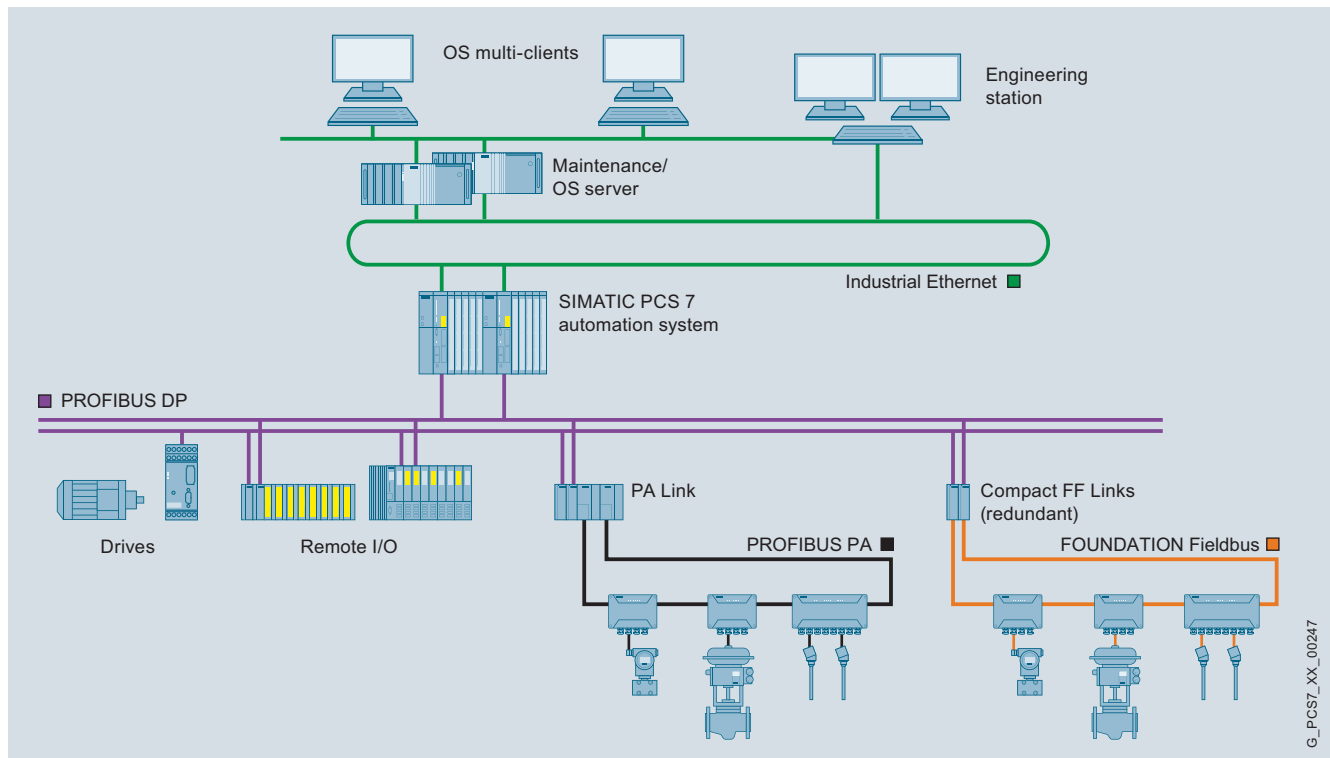 OS multi-clients
Engineering
station
Maintenance/
OS server
Industrial Ethernet
SIMATIC PCS 7
automation system
PROFIBUS DP
PA Link
Compact FF Links
(redundant)
Drives
Remote I/O
PROFIBUS PA
FOUNDATION Fieldbus
G_PCS7_XX_00247